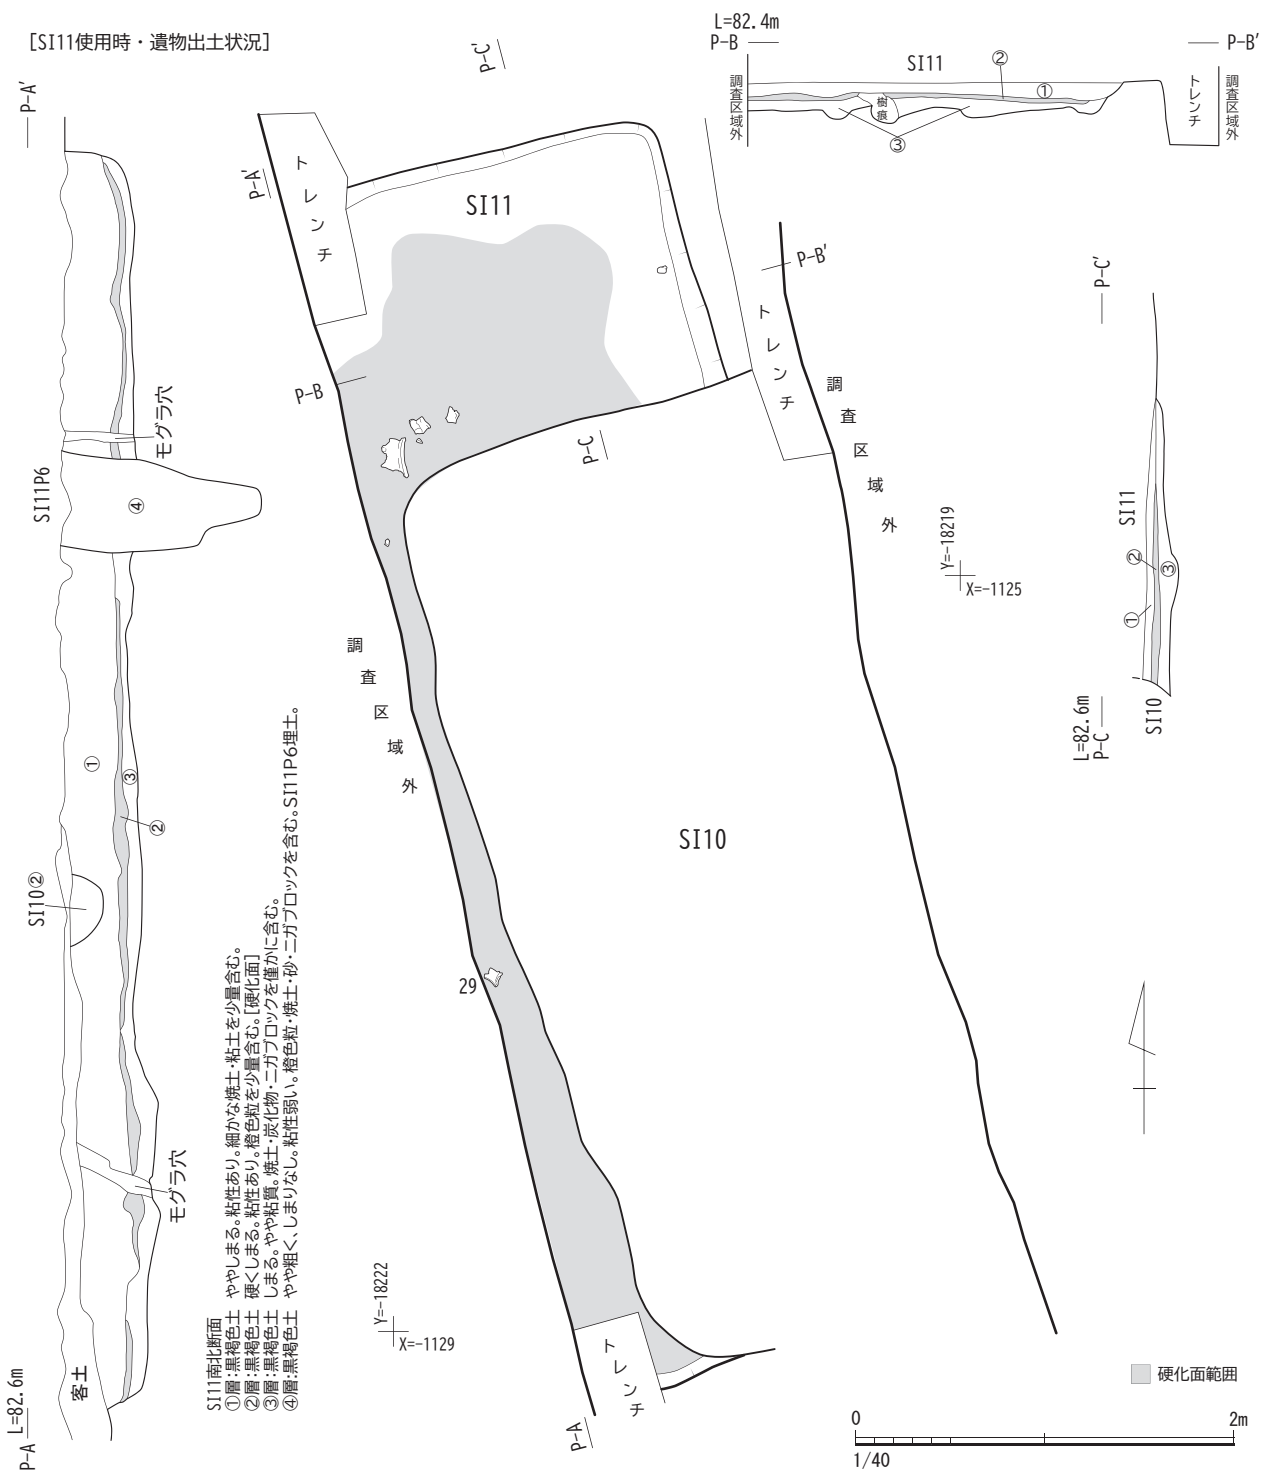 [SI11使用時・遺物出土状況]
P-C′
L=82.4m
P-B
P-B′
SI11
②
①
③
樹痕
調査区域外
トレンチ
調査区域外
P-A′
モグラ穴
SI11P6
④
①
③
②
SI10②
モグラ穴
客土
L=82.6m
P-A
P-A′
トレンチ
SI11
P-B
P-B′
トレンチ
P-C
調査区域外
調査区域外
Y=-18219
X=-1125
P-C′
SI11
②
③
①
SI10
L=82.6m
P-C
SI10
29
Y=-18222
X=-1129
トレンチ
P-A
SI11南北断面
①層:黒褐色土 ややしまる。粘性あり。細かな焼土・粘土を少量含む。
②層:黒褐色土 硬くしまる。粘性あり。橙色粒を少量含む。[硬化面]
③層:黒褐色土 しまる。やや粘質。焼土・炭化物・ニガブロックを僅かに含む。
④層:黒褐色土 やや粗く、しまりなし。粘性弱い。橙色粒・焼土・砂・ニガブロックを含む。SI11P6埋土。
硬化面範囲
0 2m
1/40